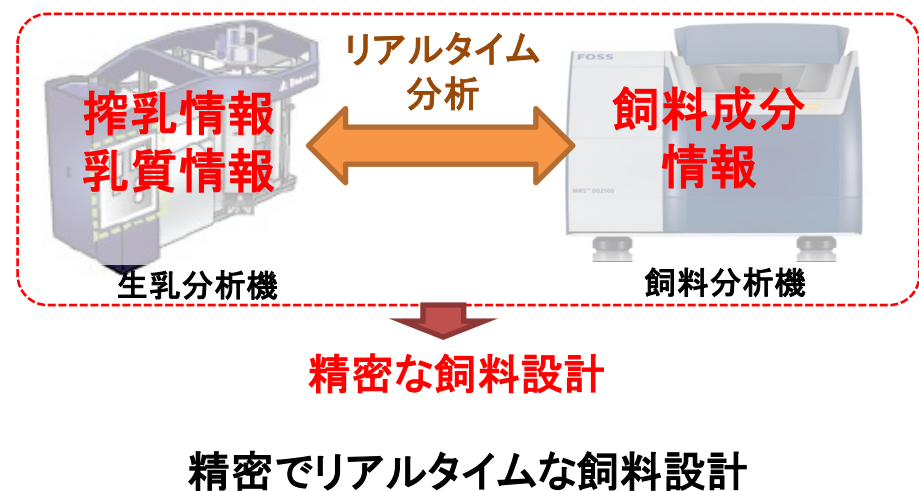 リアルタイム
分析
搾乳情報
乳質情報
FOSS
飼料成分
情報
生乳分析機
飼料分析機
精密な飼料設計
精密でリアルタイムな飼料設計